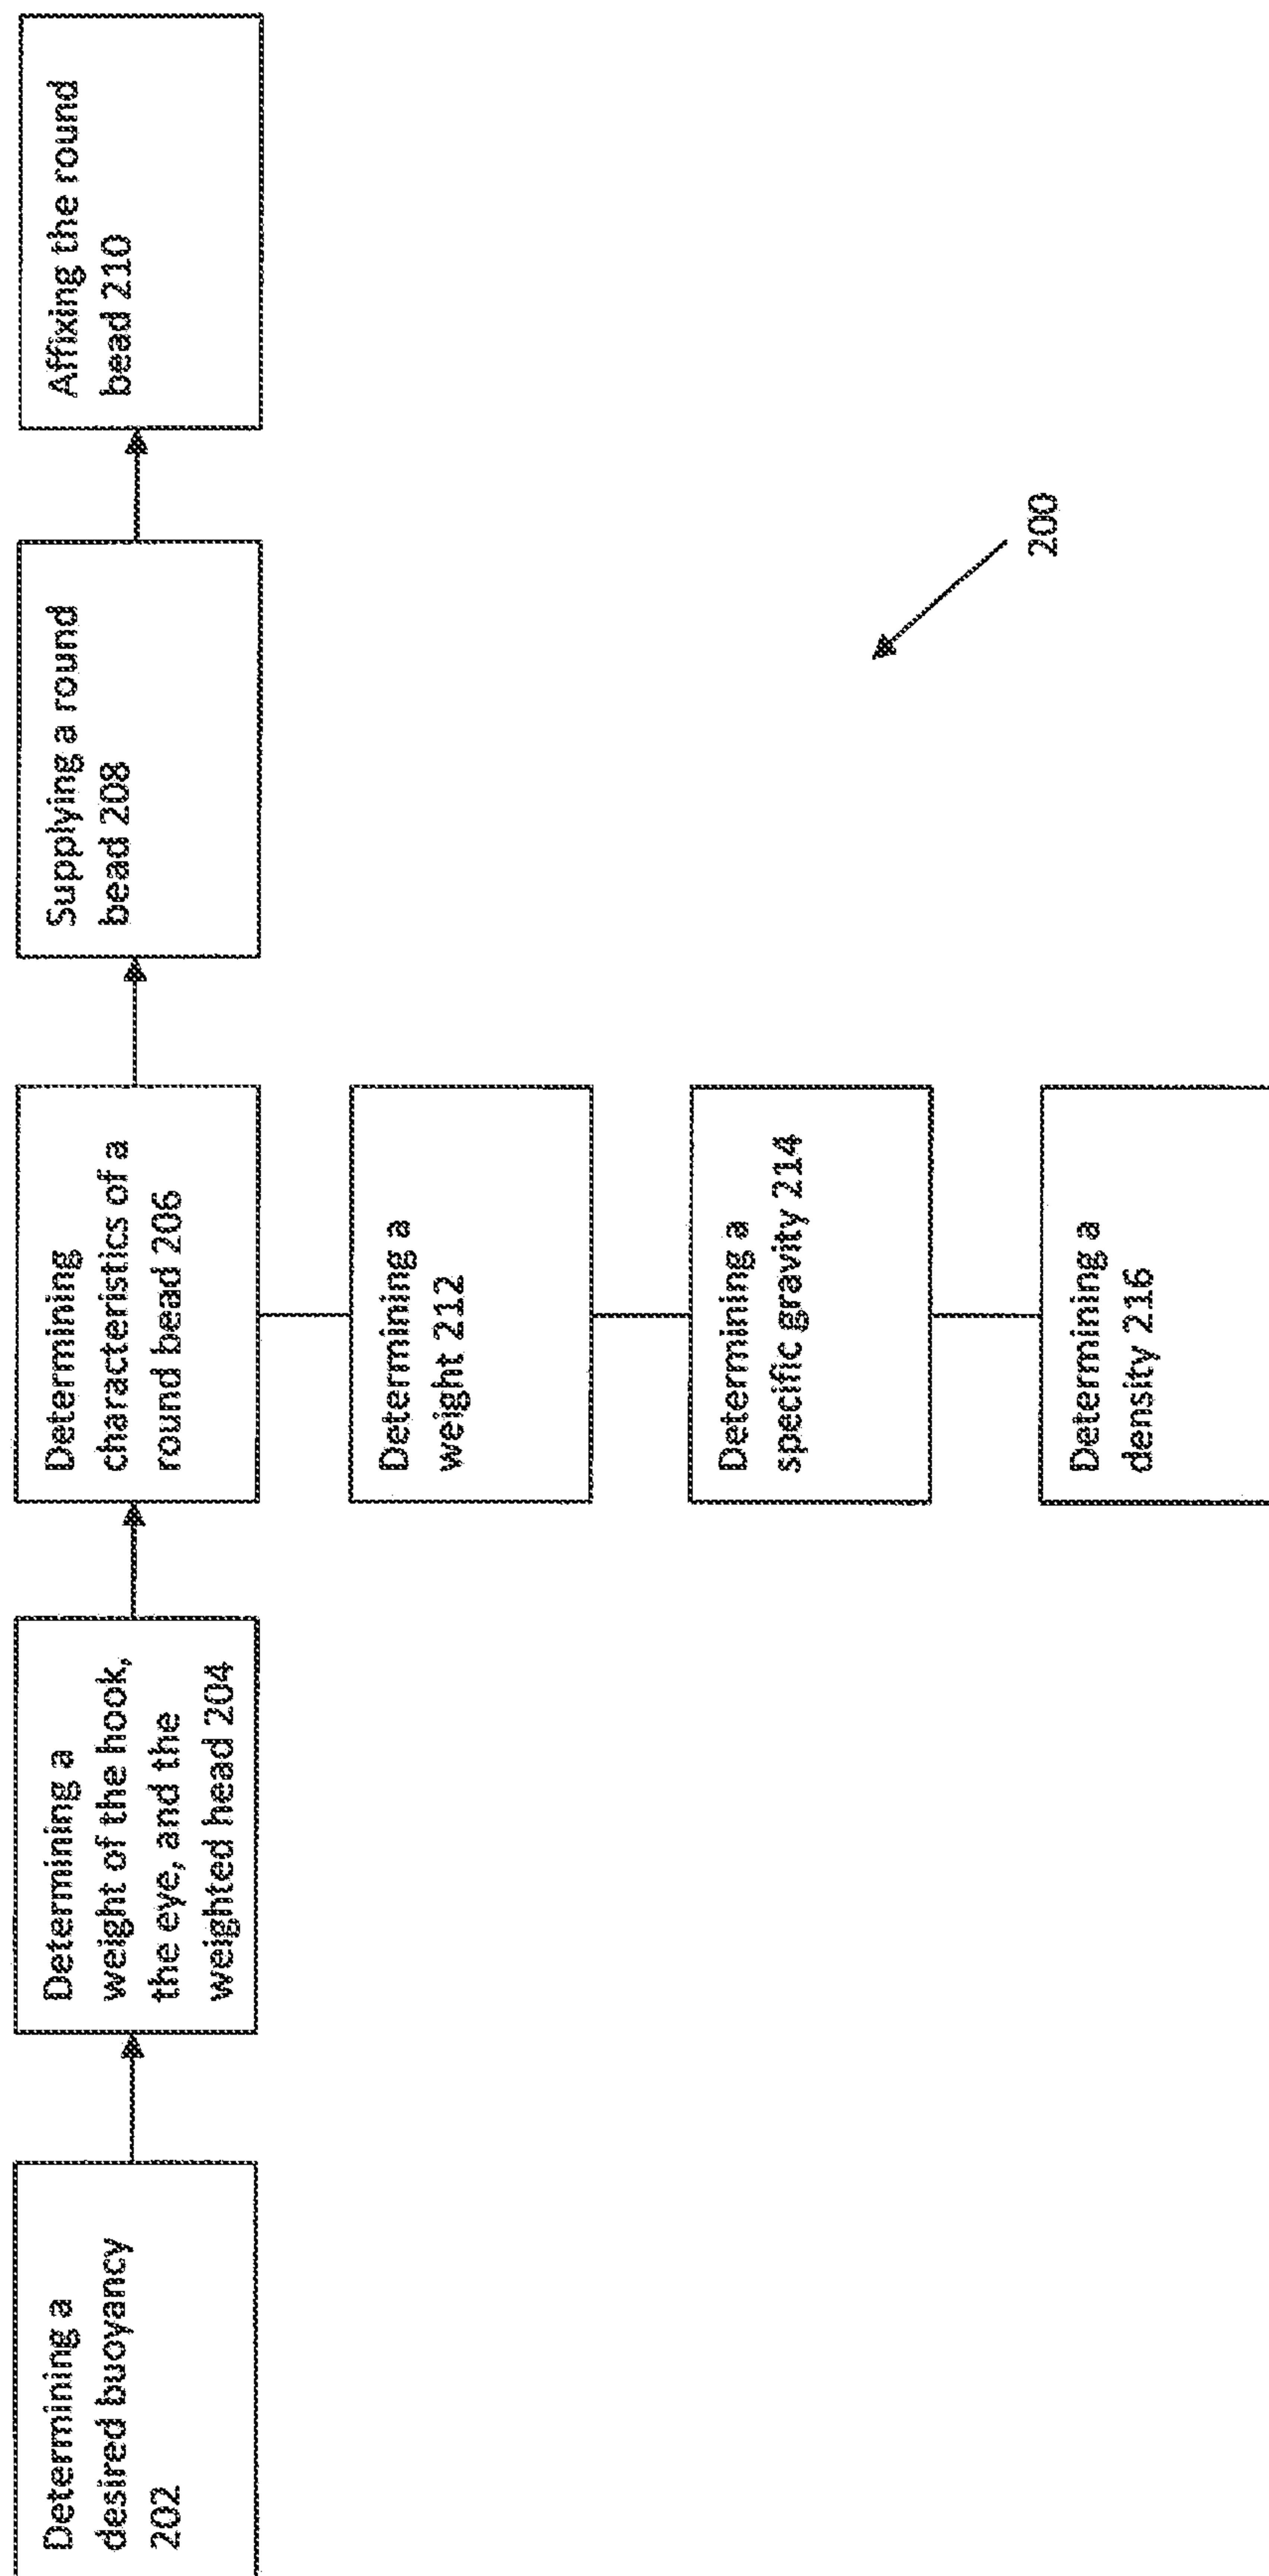 Determining a
desired buoyancy
202
Determining a
weight of the hook,
the eye, and the
weighted head 204
Determining
characteristics of a
round bead 206
Supplying a round
bead 208
Affixing the round
bead 210
Determining a
weight 212
Determining a
specific gravity 214
Determining a
density 216
200